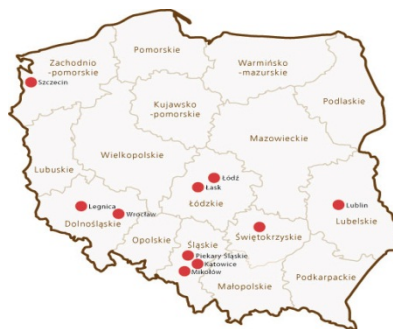 Pomorskie
Zachodnio
-pomorskie
Warmińsko
-mazurskie
Szczecin
Podlaskie
Kujawsko
-pomorskie
Mazowieckie
Wielkopolskie
Lubuskie
Łódź
Łask
Łódzkie
Legnica
Wrocław
Dolnośląskie
Lublin
Lubelskie
Opolskie
Śląskie
Świętokrzyskie
Piekary Śląskie
Katowice
Mikołów
Małopolskie
Podkarpackie